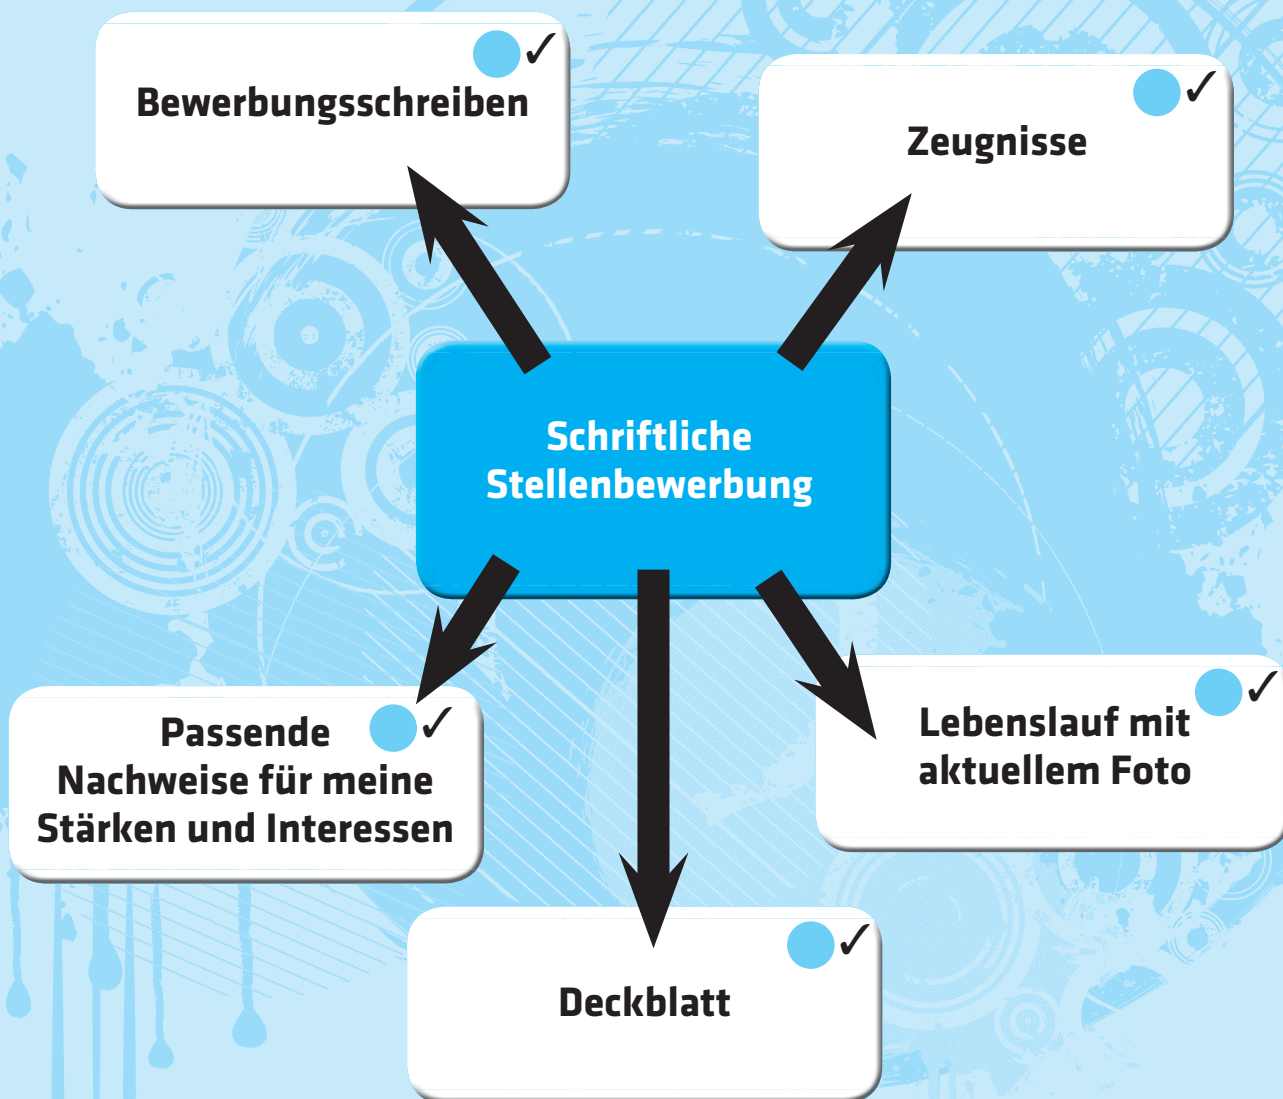 Bewerbungsschreiben
Zeugnisse
Schriftliche
Stellenbewerbung
Passende
Nachweise für meine
Stärken und Interessen
Lebenslauf mit
aktuellem Foto
Deckblatt